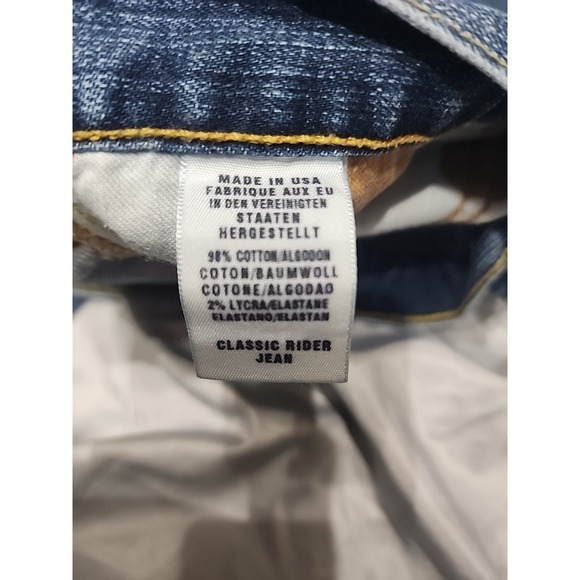 MADE IN USA
FABRIQUE AUX EU
IN DEN VEREINIGTEN
STAATEN
HERGESTELLT
98% COTTON/ALGODON
COTON/BAUMWOLL
COTONE/ALGODAO
2% LYCRA/ELASTANE
ELASTANO/ELASTAN
CLASSIC RIDER
JEAN